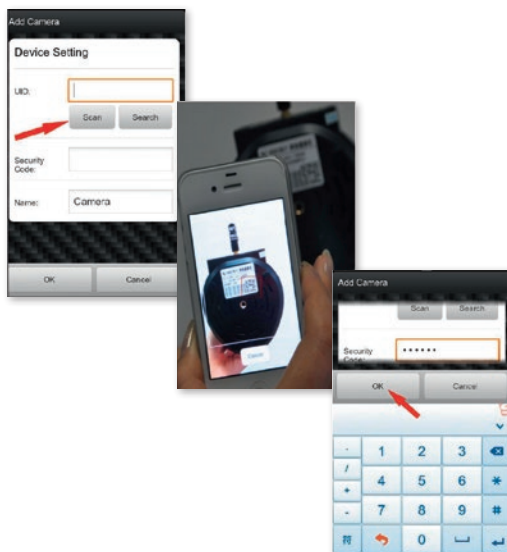 Add Camera
Device Setting
UID:
Scan Search
Security
Code:
Name: Camera
OK Cancel
Cancel
Add Camera
Scan Search
Security
Code:
••••••
OK Cancel
. 1 2 3
/
+ 4 5 6 *
- 7 8 9 #
符 0